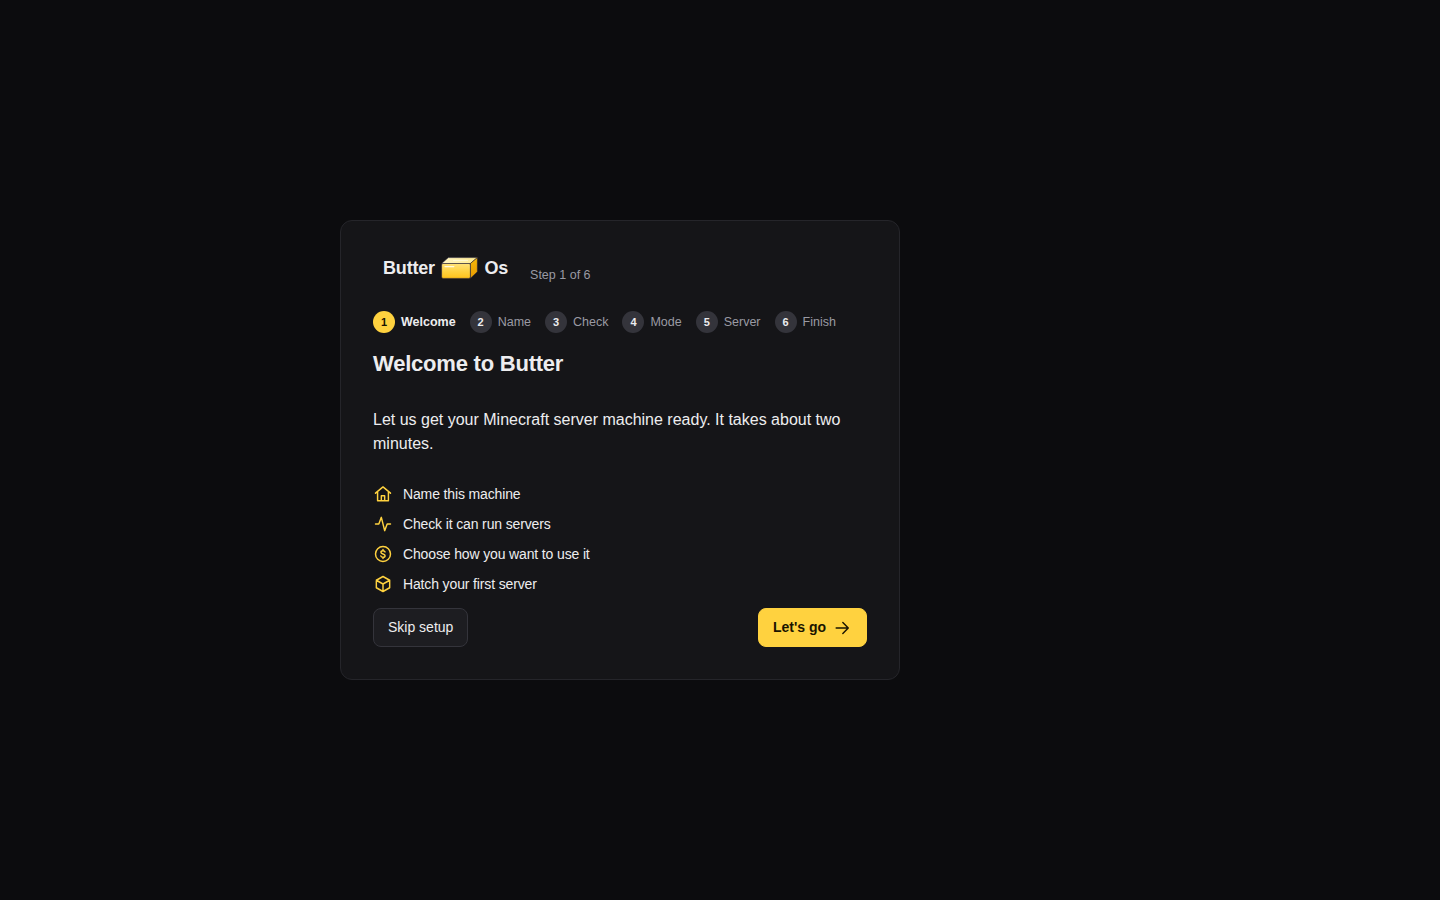 Butter Os
Step 1 of 6
1 Welcome 2 Name 3 Check 4 Mode 5 Server 6 Finish
Welcome to Butter
Let us get your Minecraft server machine ready. It takes about two
minutes.
Name this machine
Check it can run servers
Choose how you want to use it
Hatch your first server
Skip setup
Let's go